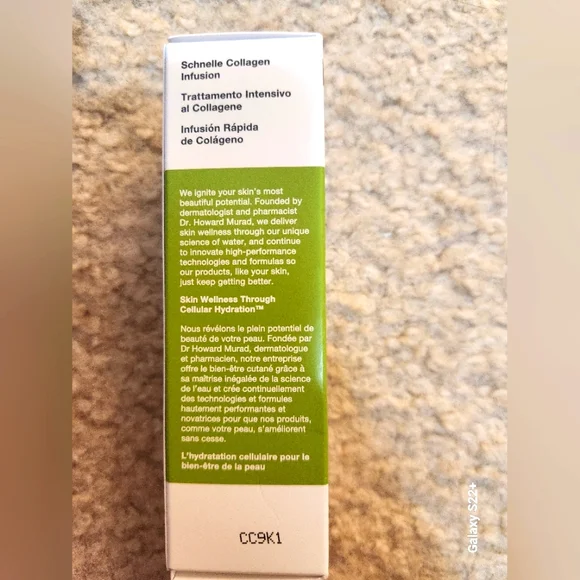 Schnelle Collagen
Infusion
Trattamento Intensivo
al Collagene
Infusión Rápida
de Colágeno
We ignite your skin's most
beautiful potential. Founded by
dermatologist and pharmacist
Dr. Howard Murad, we deliver
skin wellness through our unique
science of water, and continue
to innovate high-performance
technologies and formulas so
our products, like your skin,
just keep getting better.
Skin Wellness Through
Cellular Hydration™
Nous révélons le plein potentiel de
beauté de votre peau. Fondée par
Dr Howard Murad, dermatologue
et pharmacien, notre entreprise
offre le bien-être cutané grâce à
sa maîtrise inégalée de la science
de l'eau et crée continuellement
des technologies et formules
hautement performantes et
novatrices pour que nos produits,
comme votre peau, s'améliorent
sans cesse.
L'hydratation cellulaire pour le
bien-être de la peau
CC9K1
Galaxy S22+